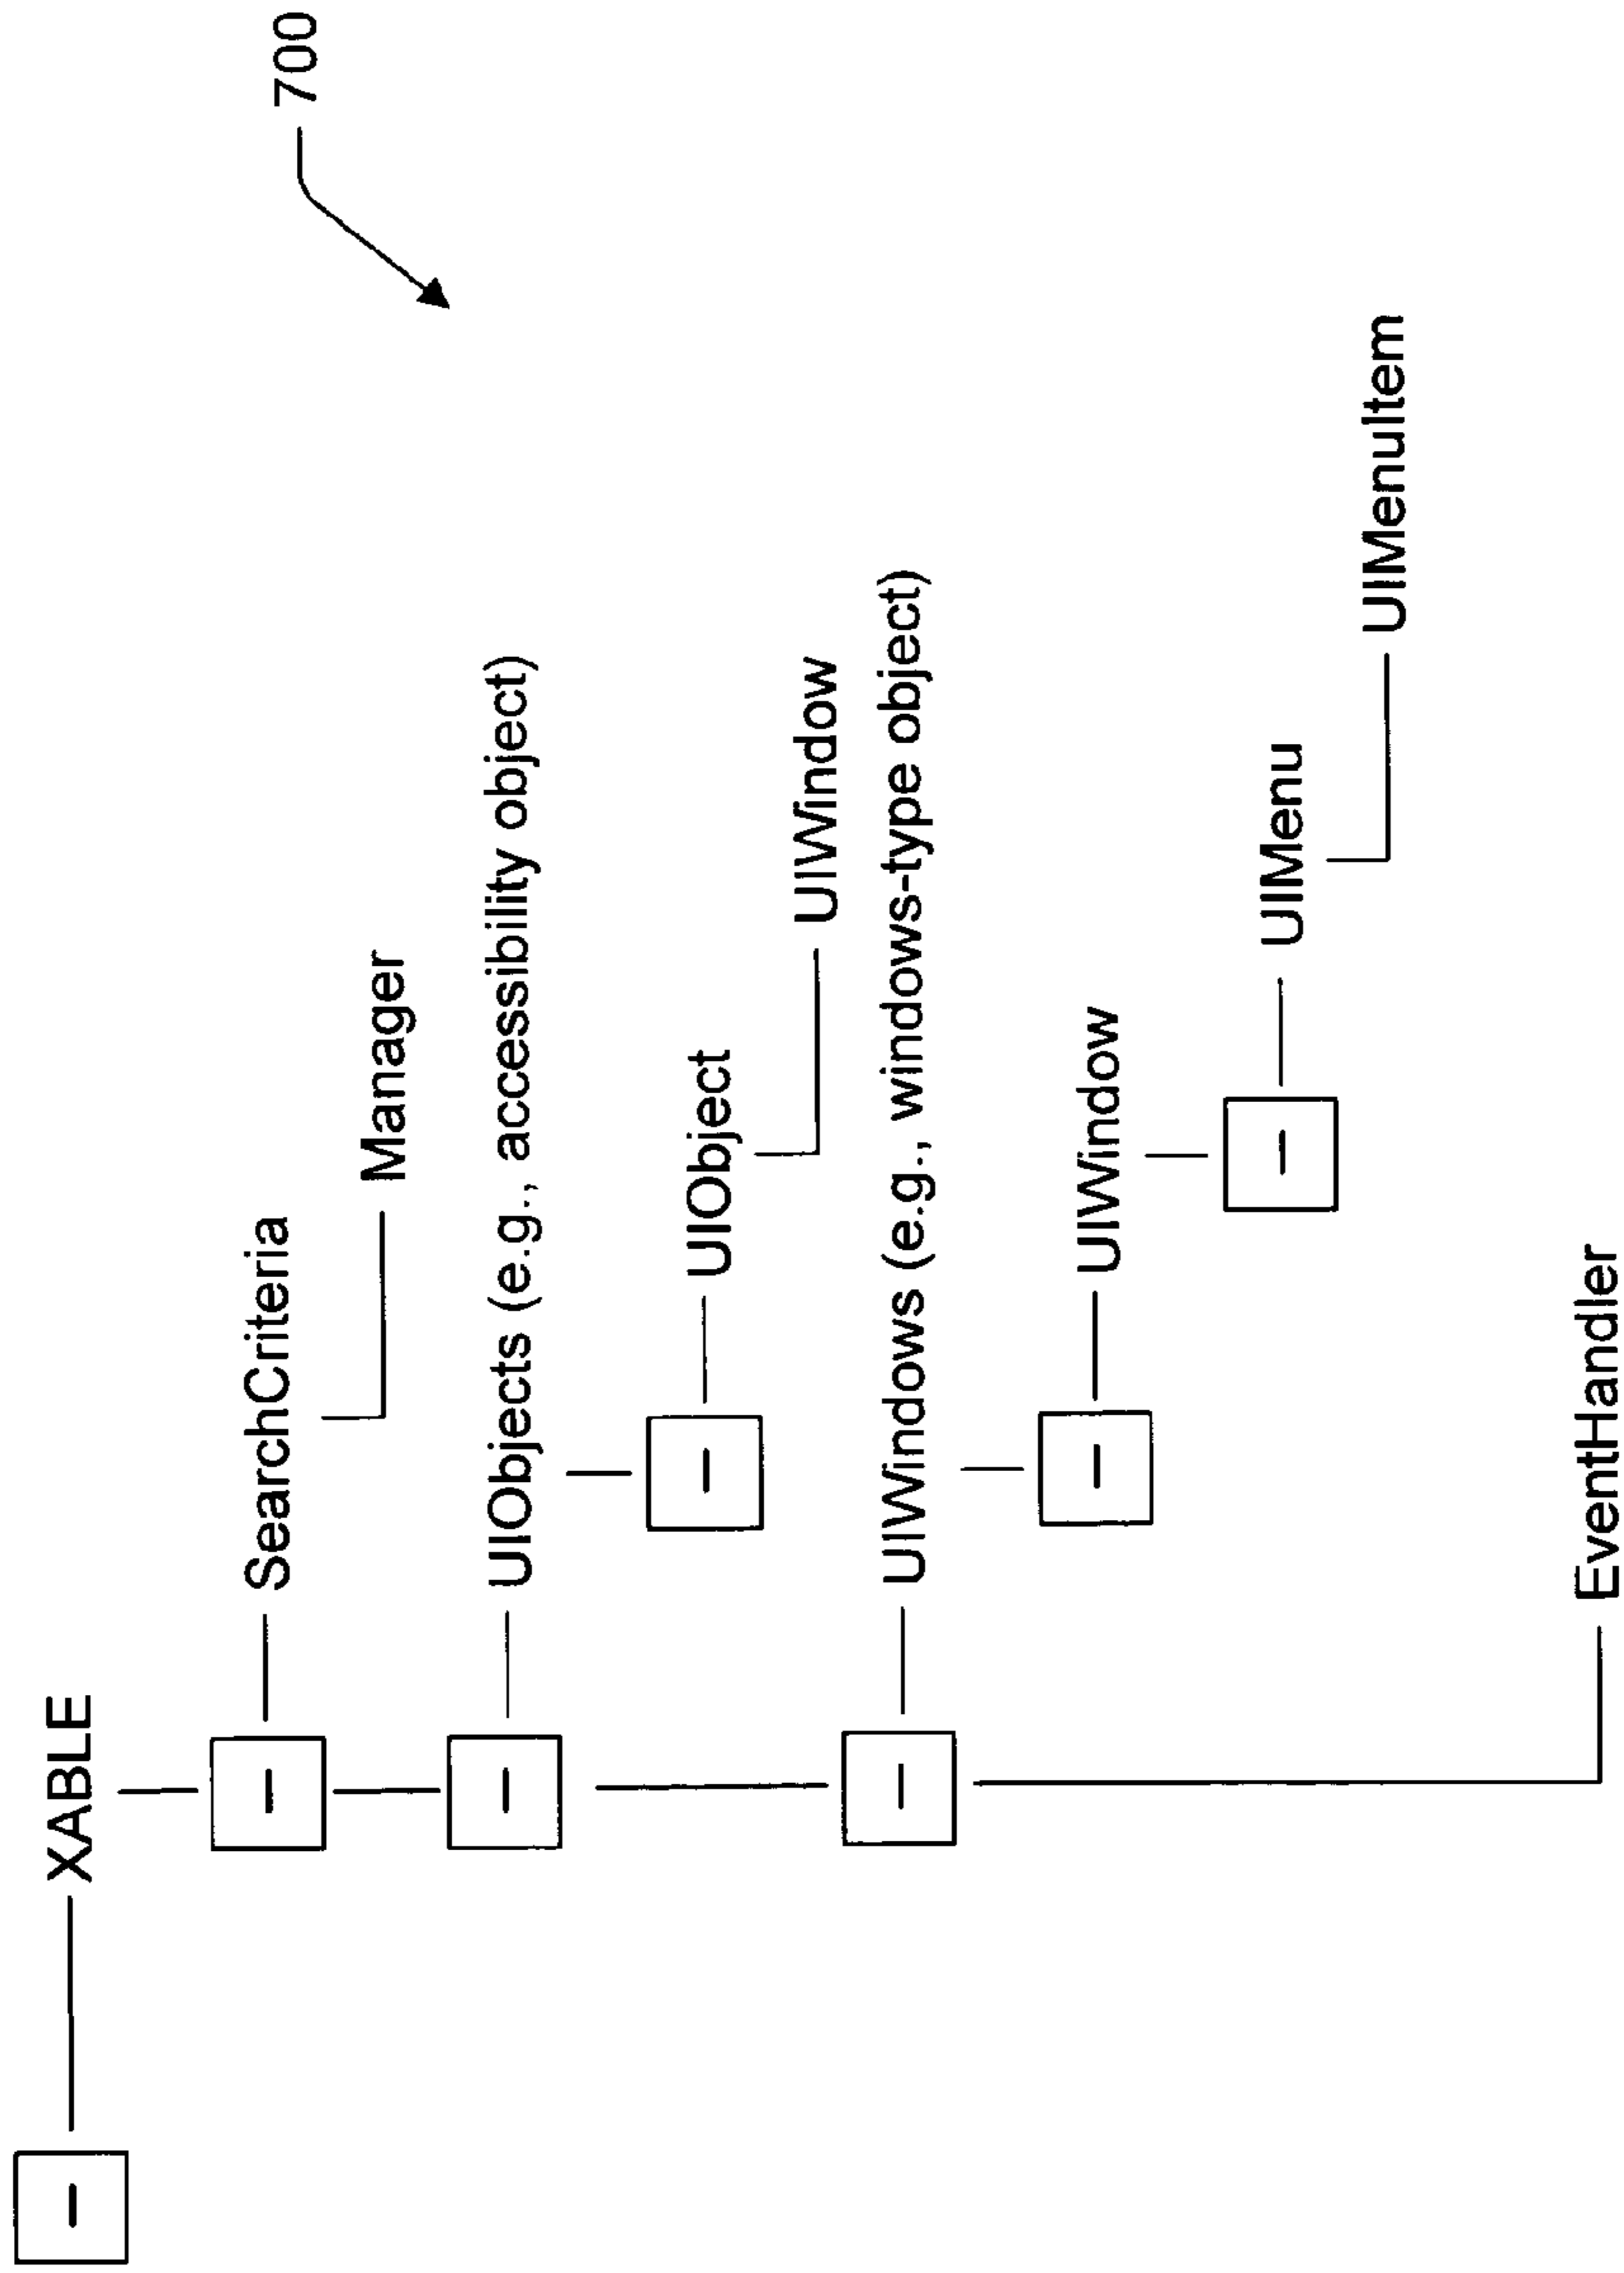 700
XABLE
SearchCriteria
Manager
UIObjects (e.g., accessibility object)
UIObject
UIWindow
UIWindows (e.g., windows-type object)
UIWindow
UIMenu
UIMenuItem
EventHandler